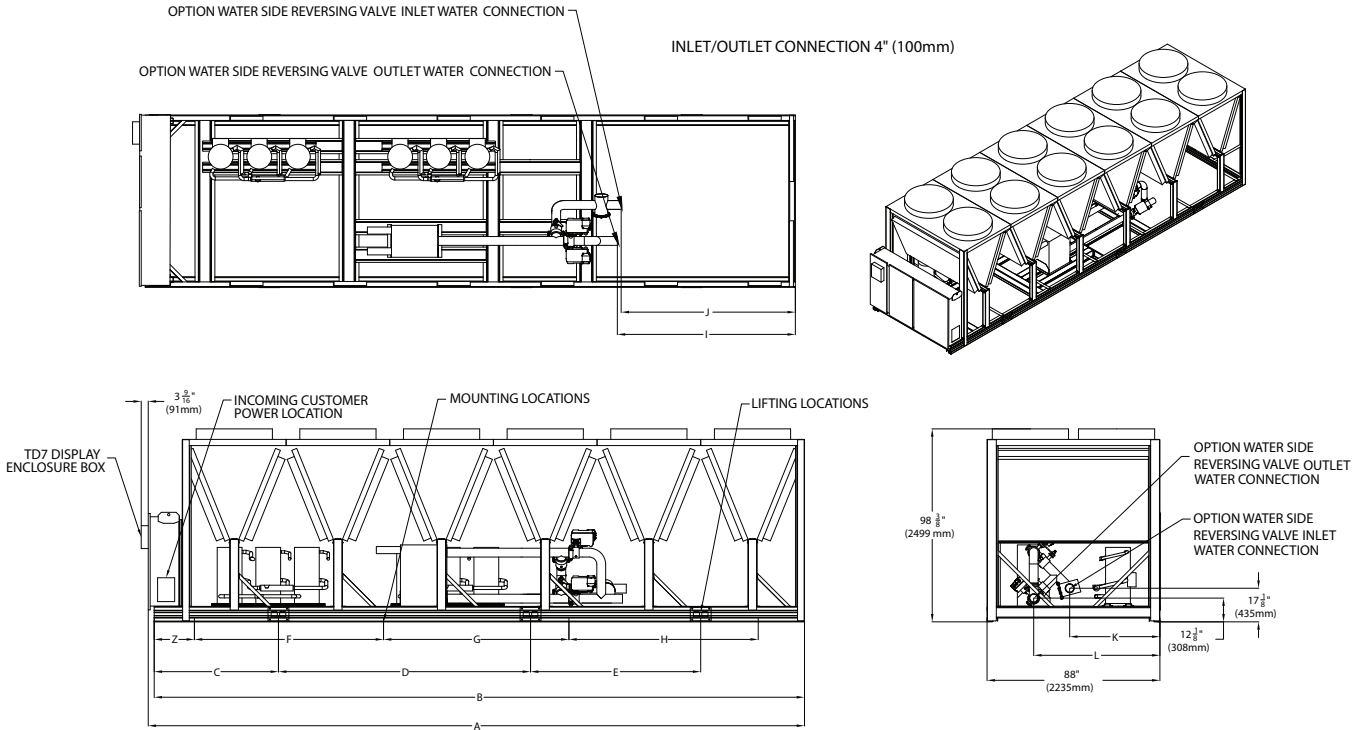 OPTION WATER SIDE REVERSING VALVE INLET WATER CONNECTION
INLET/OUTLET CONNECTION 4" (100mm)
OPTION WATER SIDE REVERSING VALVE OUTLET WATER CONNECTION
J
I
3 9/16"
(91mm)
INCOMING CUSTOMER
POWER LOCATION
MOUNTING LOCATIONS
LIFTING LOCATIONS
TD7 DISPLAY
ENCLOSURE BOX
Z
F
G
H
C
D
E
B
A
OPTION WATER SIDE
REVERSING VALVE OUTLET
WATER CONNECTION
OPTION WATER SIDE
REVERSING VALVE INLET
WATER CONNECTION
98 3/8"
(2499 mm)
17 1/8"
(435mm)
12 1/8"
(308mm)
K
L
88"
(2235mm)